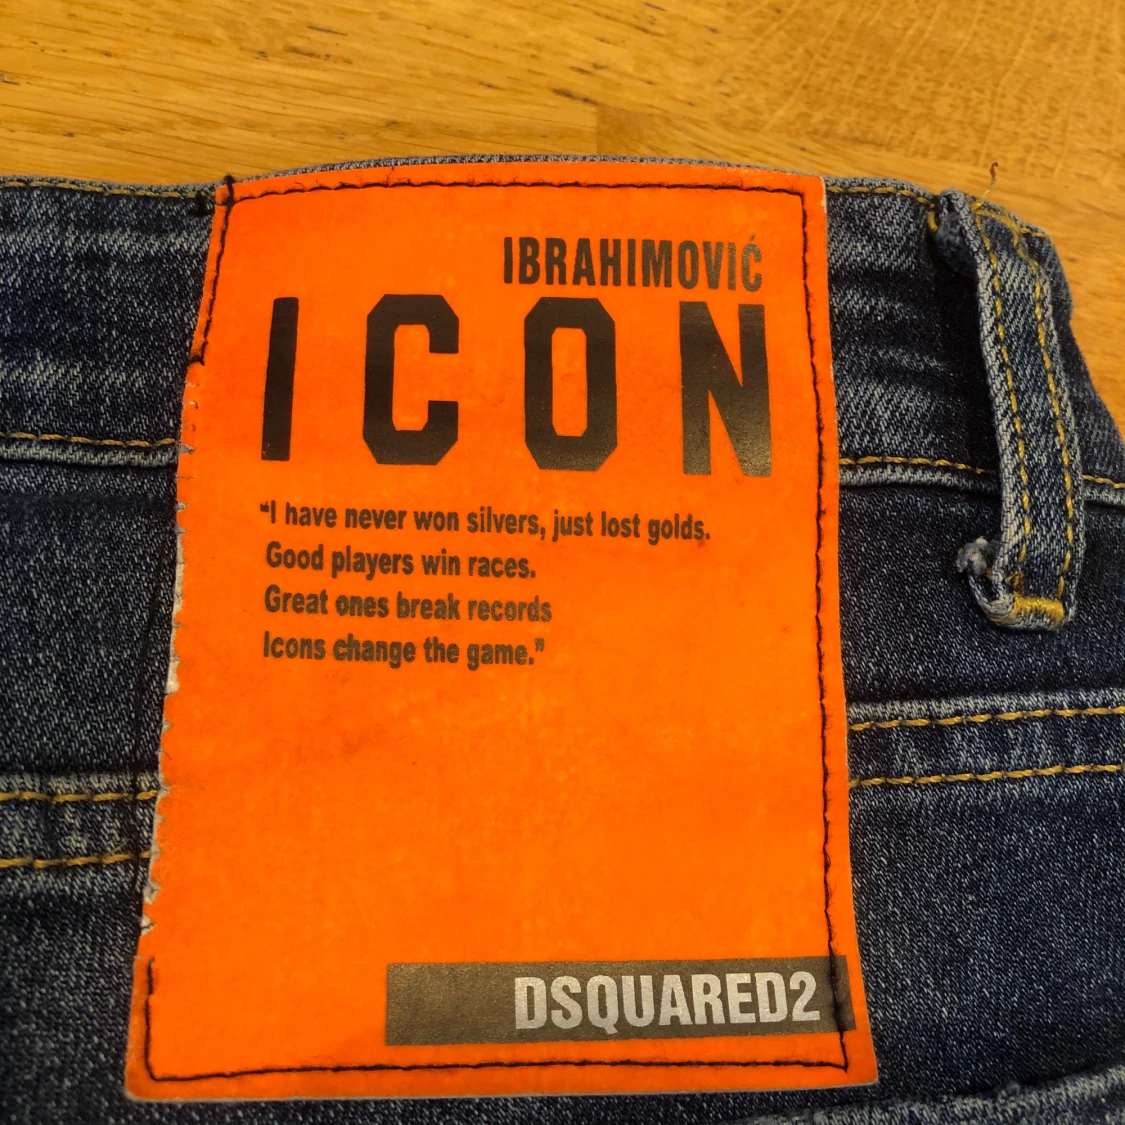 IBRAHIMOVIĆ
ICON
“I have never won silvers, just lost golds.
Good players win races.
Great ones break records
Icons change the game.”
DSQUARED2